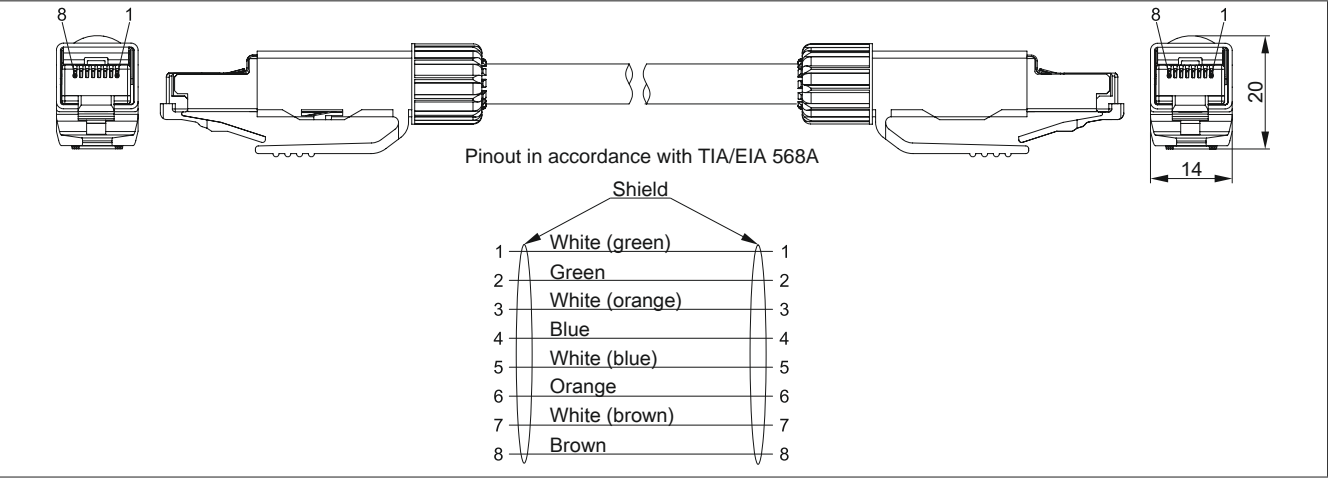 8 1 8 1
20
14
Pinout in accordance with TIA/EIA 568A
Shield
1 White (green) 1
2 Green 2
3 White (orange) 3
4 Blue 4
5 White (blue) 5
6 Orange 6
7 White (brown) 7
8 Brown 8